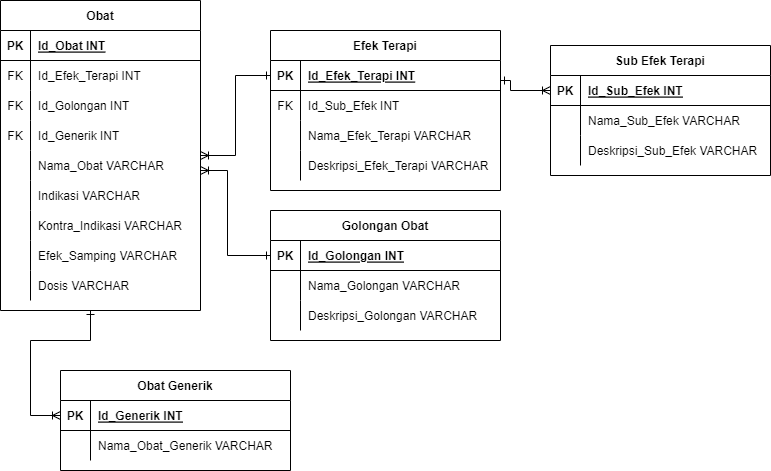 Obat
PK Id_Obat INT
FK Id_Efek_Terapi INT
FK Id_Golongan INT
FK Id_Generik INT
Nama_Obat VARCHAR
Indikasi VARCHAR
Kontra_Indikasi VARCHAR
Efek_Samping VARCHAR
Dosis VARCHAR
Efek Terapi
PK Id_Efek_Terapi INT
FK Id_Sub_Efek INT
Nama_Efek_Terapi VARCHAR
Deskripsi_Efek_Terapi VARCHAR
Sub Efek Terapi
PK Id_Sub_Efek INT
Nama_Sub_Efek VARCHAR
Deskripsi_Sub_Efek VARCHAR
Golongan Obat
PK Id_Golongan INT
Nama_Golongan VARCHAR
Deskripsi_Golongan VARCHAR
Obat Generik
PK Id_Generik INT
Nama_Obat_Generik VARCHAR